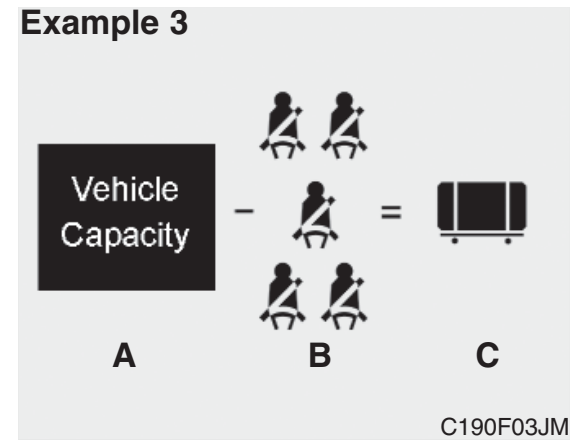 Example 3
Vehicle
Capacity
- =
A B C
C190F03JM